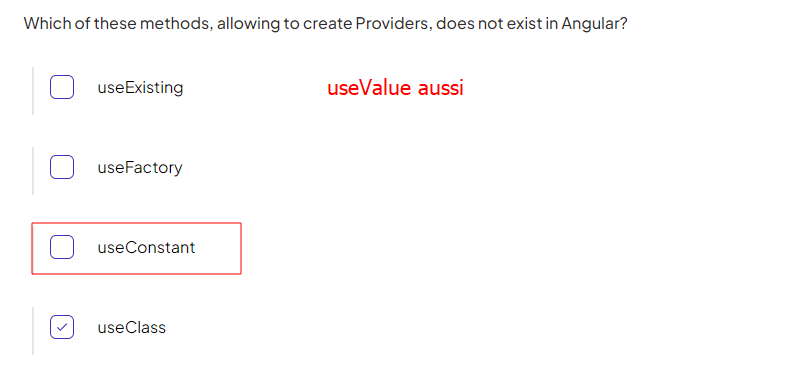 Which of these methods, allowing to create Providers, does not exist in Angular?
useExisting
useValue aussi
useFactory
useConstant
useClass